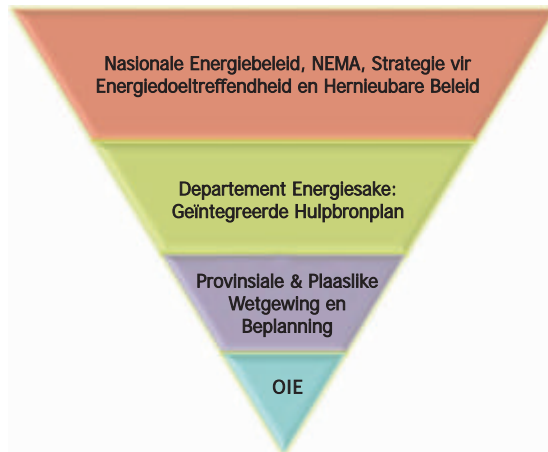 Nasionale Energiebeleid, NEMA, Strategie vir
Energiedoeltreffendheid en Hernieubare Beleid
Departement Energiesake:
Geïntegreerde Hulpbronplan
Provinsiale & Plaaslike
Wetgewing en
Beplanning
OIE